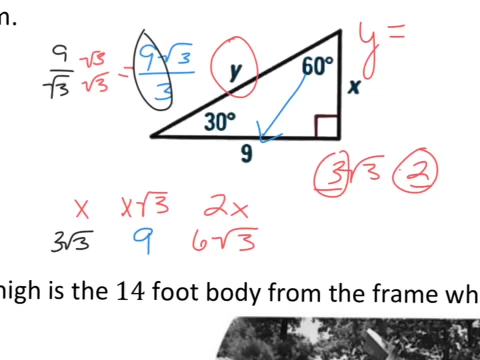 m.
9/√3 √3/√3 = 9√3/3
y
60°
y =
x
30°
9
3√3 · 2
x x√3 2x
3√3 9 6√3
high is the 14 foot body from the frame wh